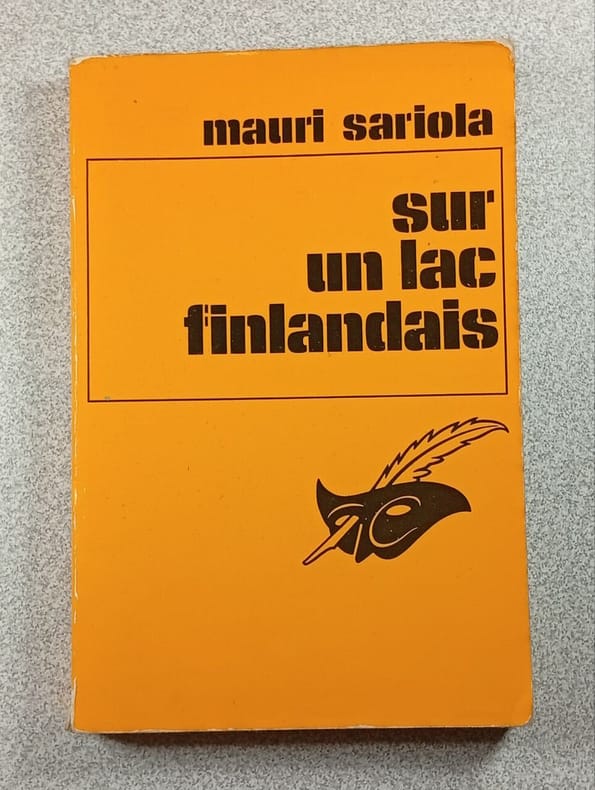 mauri sariola
sur
un lac
finlandais